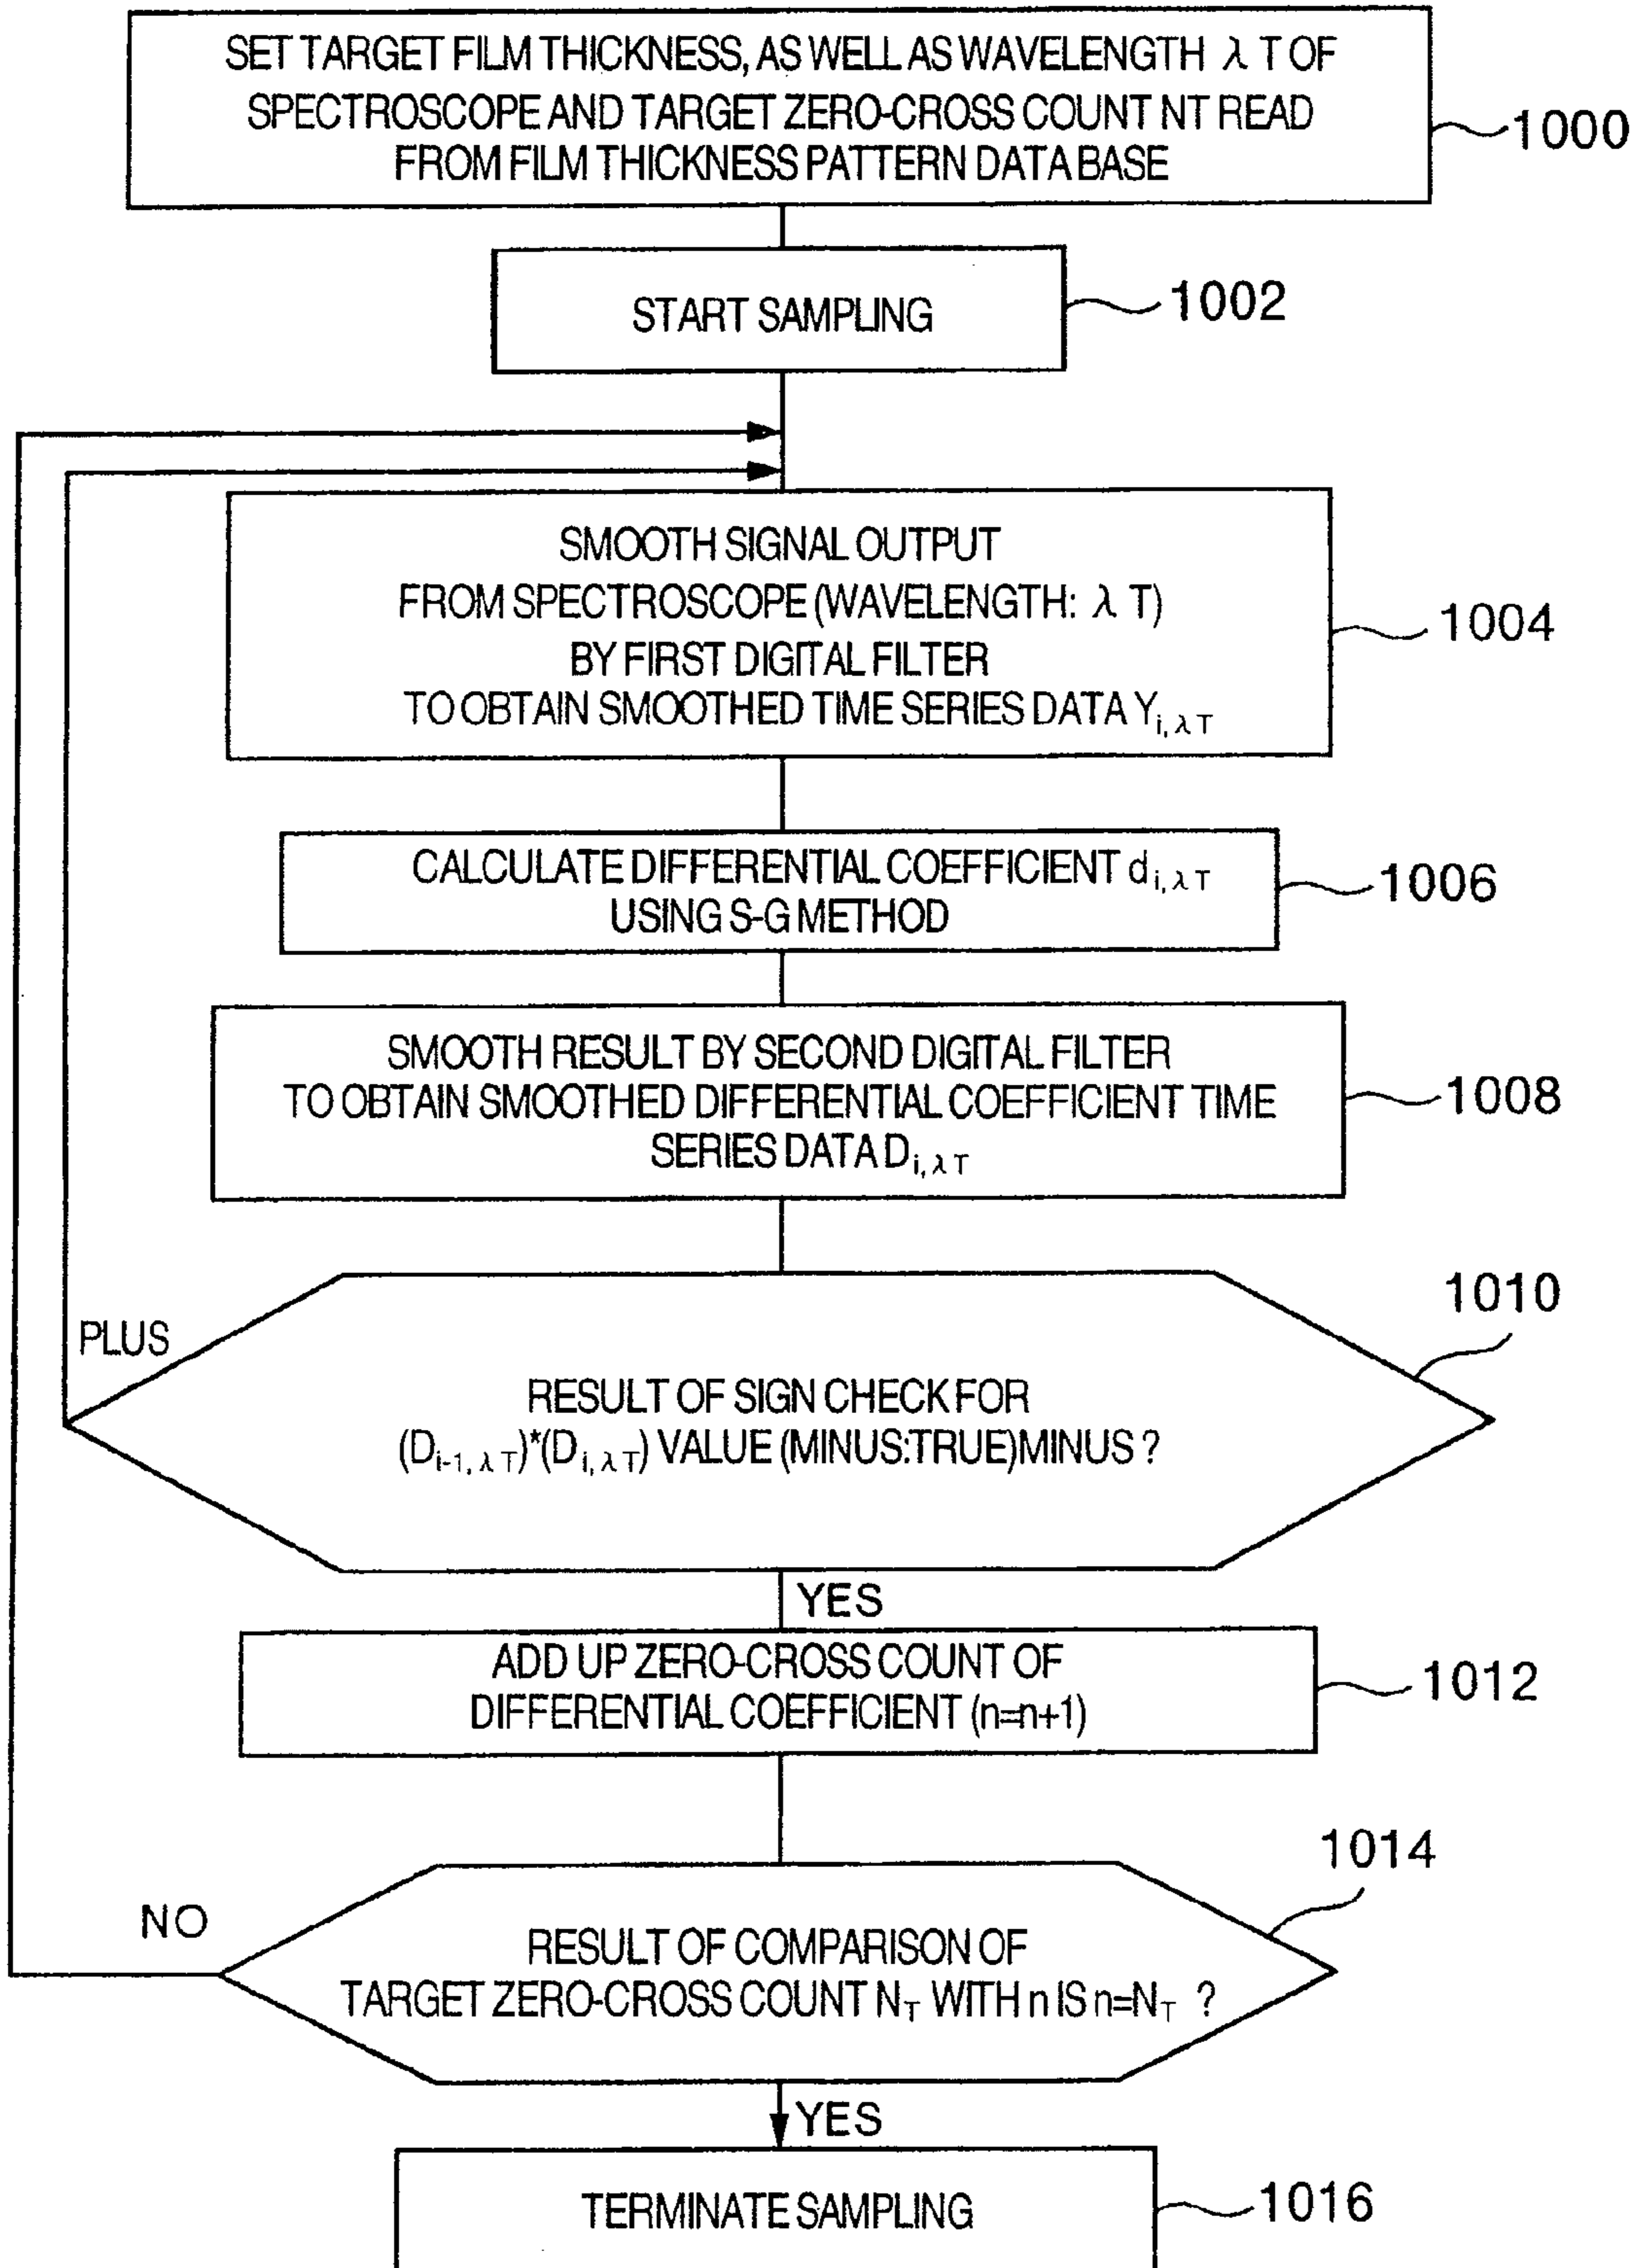 SET TARGET FILM THICKNESS, AS WELL AS WAVELENGTH λ T OF
SPECTROSCOPE AND TARGET ZERO-CROSS COUNT NT READ
FROM FILM THICKNESS PATTERN DATA BASE
1000
START SAMPLING
1002
SMOOTH SIGNAL OUTPUT
FROM SPECTROSCOPE (WAVELENGTH: λ T)
BY FIRST DIGITAL FILTER
TO OBTAIN SMOOTHED TIME SERIES DATA Yi, λ T
1004
CALCULATE DIFFERENTIAL COEFFICIENT di, λ T
USING S-G METHOD
1006
SMOOTH RESULT BY SECOND DIGITAL FILTER
TO OBTAIN SMOOTHED DIFFERENTIAL COEFFICIENT TIME
SERIES DATA Di, λ T
1008
PLUS
RESULT OF SIGN CHECK FOR
(Di-1, λ T)*(Di, λ T) VALUE (MINUS:TRUE)MINUS ?
1010
YES
ADD UP ZERO-CROSS COUNT OF
DIFFERENTIAL COEFFICIENT (n=n+1)
1012
NO
RESULT OF COMPARISON OF
TARGET ZERO-CROSS COUNT NT WITH n IS n=NT ?
1014
YES
TERMINATE SAMPLING
1016